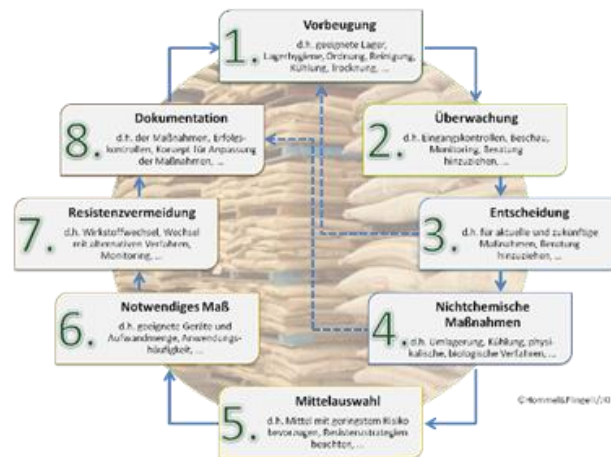 1. Vorbeugung
d.h. geeignete Lager,
Lagerhygiene, Ordnung, Reinigung,
Kühlung, Trocknung, ...
2. Überwachung
d.h. Eingangskontrollen, Beschau,
Monitoring, Beratung
hinzuziehen, ...
3. Entscheidung
d.h. für aktuelle und zukünftige
Maßnahmen, Beratung
hinzuziehen, ...
4. Nichtchemische
Maßnahmen
d.h. Umlagerung, Kühlung, physi-
kalische, biologische Verfahren, ...
5. Mittelauswahl
d.h. Mittel mit geringstem Risiko
bevorzugen, Resistenzstrategien
beachten, ...
6. Notwendiges Maß
d.h. geeignete Geräte und
Aufwandmenge, Anwendungs-
häufigkeit, ...
7. Resistenzvermeidung
d.h. Wirkstoffwechsel, Wechsel
mit alternativen Verfahren,
Monitoring, ...
8. Dokumentation
d.h. der Maßnahmen, Erfolgs-
kontrollen, Konzept für Anpassung
der Maßnahmen, ...